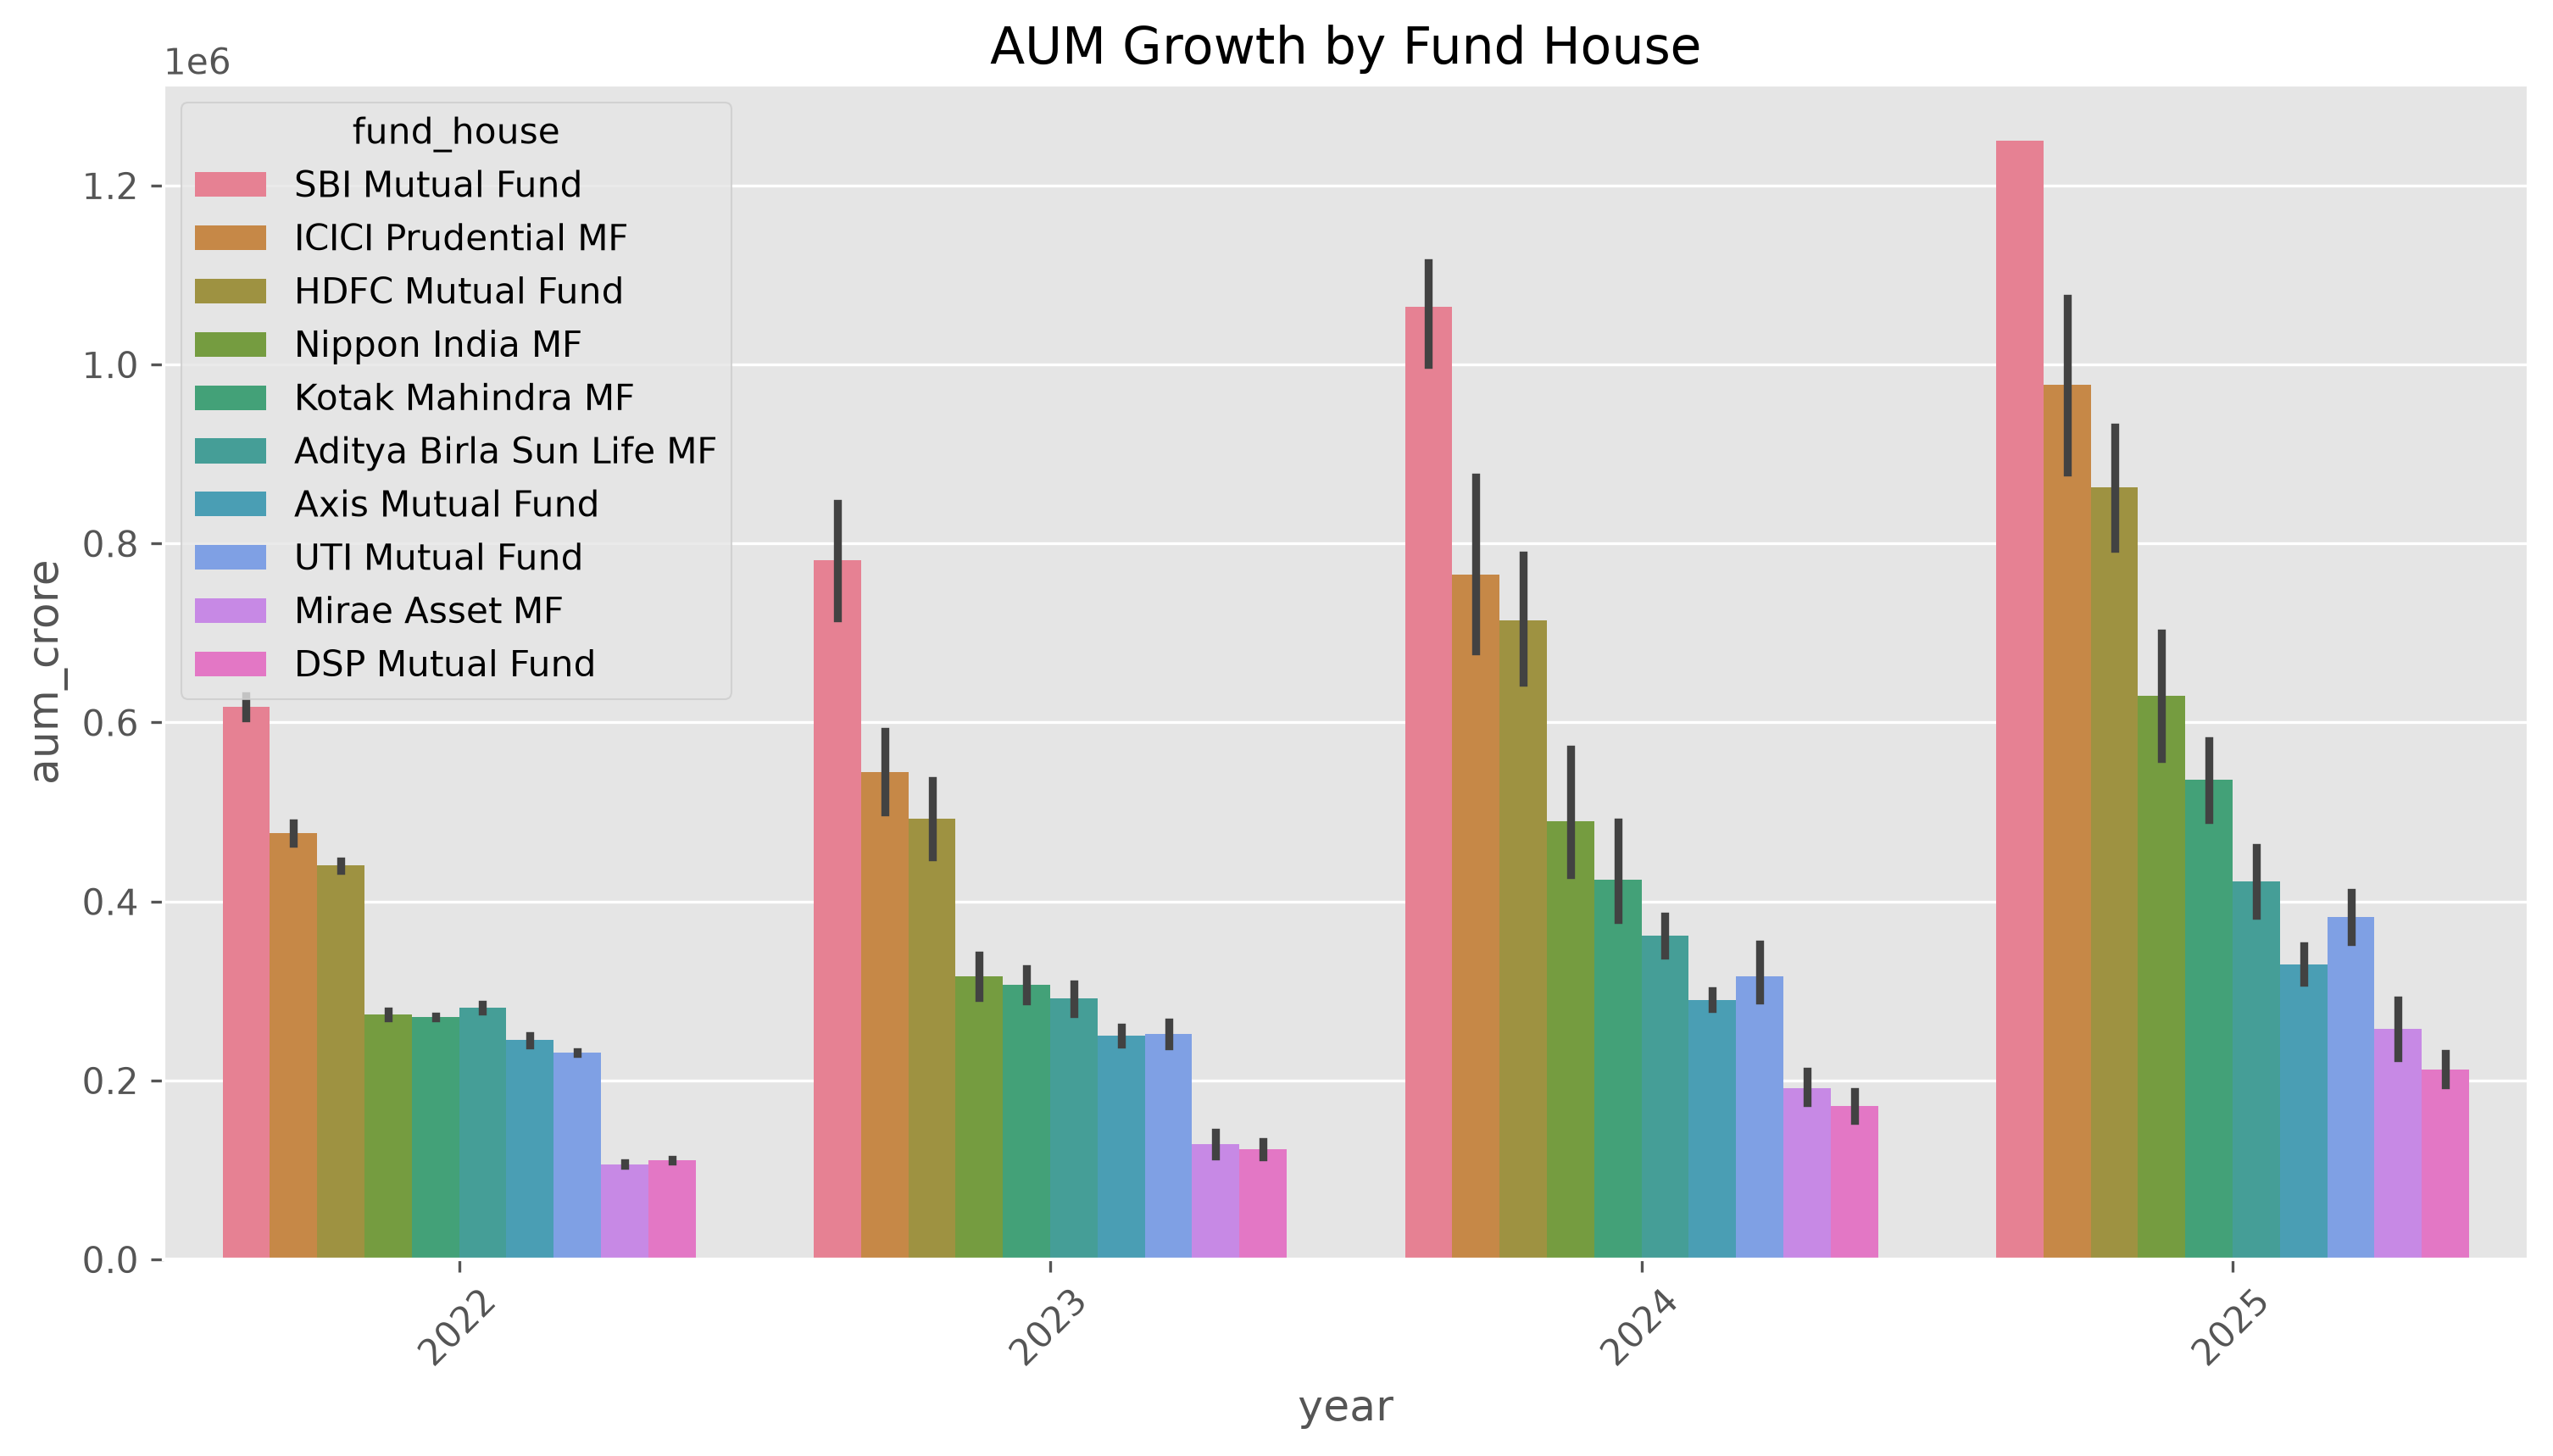 AUM Growth by Fund House
1e6
fund_house
SBI Mutual Fund
ICICI Prudential MF
HDFC Mutual Fund
Nippon India MF
Kotak Mahindra MF
Aditya Birla Sun Life MF
Axis Mutual Fund
UTI Mutual Fund
Mirae Asset MF
DSP Mutual Fund
1.2
1.0
0.8
0.6
0.4
0.2
0.0
aum_crore
2022
2023
2024
2025
year